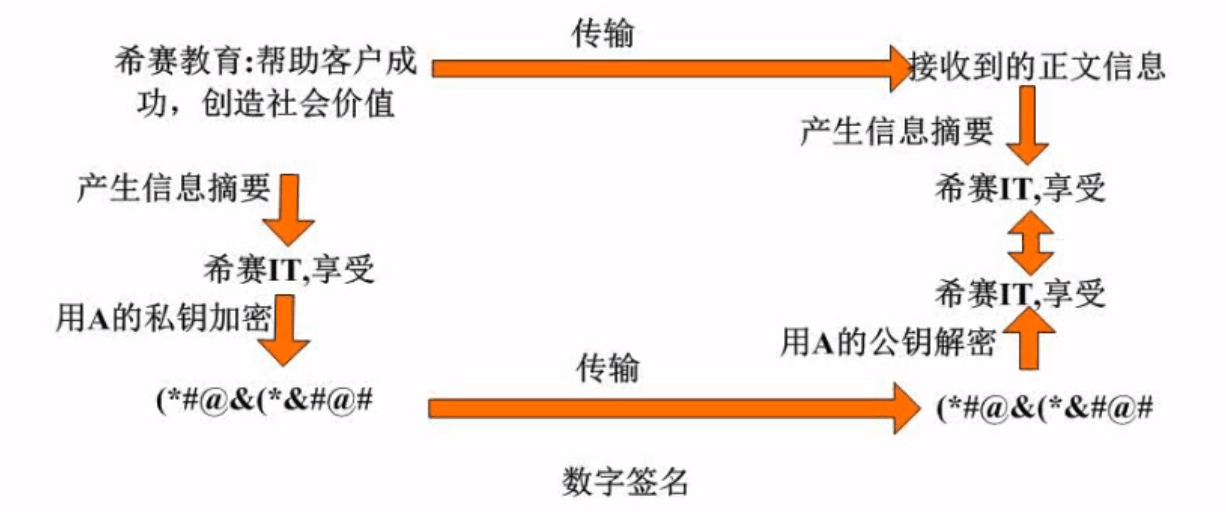 传输
希赛教育:帮助客户成
功，创造社会价值
接收到的正文信息
产生信息摘要
产生信息摘要
希赛IT,享受
希赛IT,享受
希赛IT,享受
用A的私钥加密
用A的公钥解密
传输
(*#@&(*&#@#
(*#@&(*&#@#
数字签名